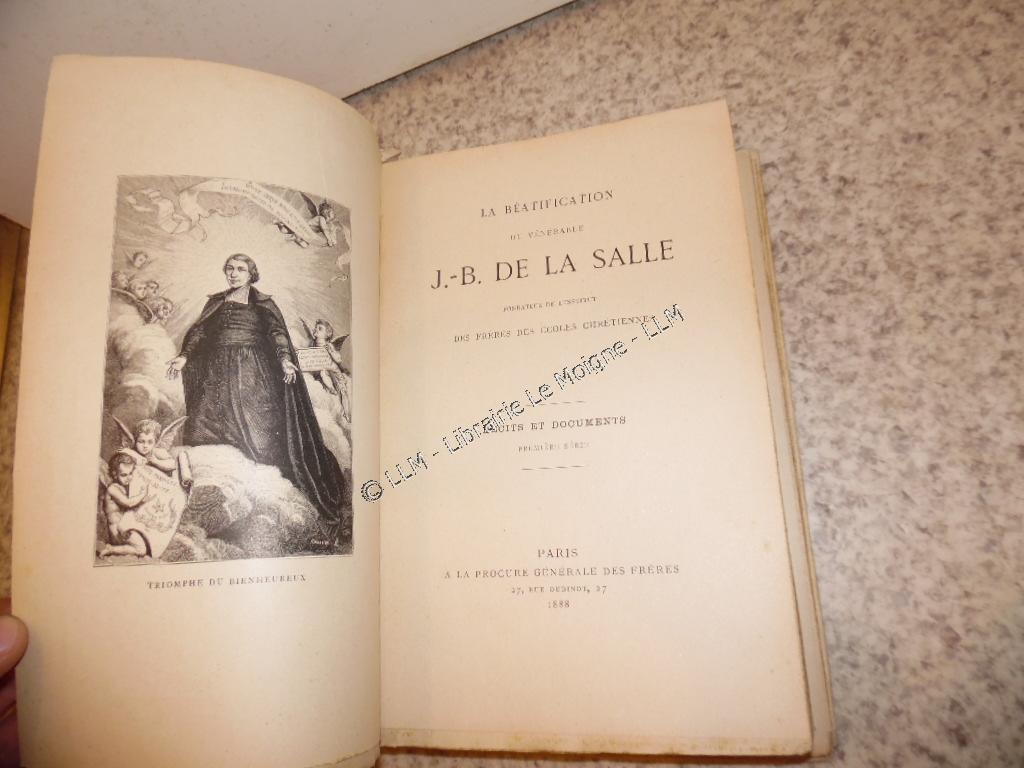 TRIOMPHE DU BIENHEUREUX
LA BÉATIFICATION
DU VÉNÉRABLE
J.-B. DE LA SALLE
FONDATEUR DE L'INSTITUT
DES FRÈRES DES ÉCOLES CHRÉTIENNES
RÉCITS ET DOCUMENTS
PREMIÈRE SÉRIE
PARIS
A LA PROCURE GÉNÉRALE DES FRÈRES
27, RUE OUDINOT, 27
1888
© LLM - Librairie Le Moigne - LLM